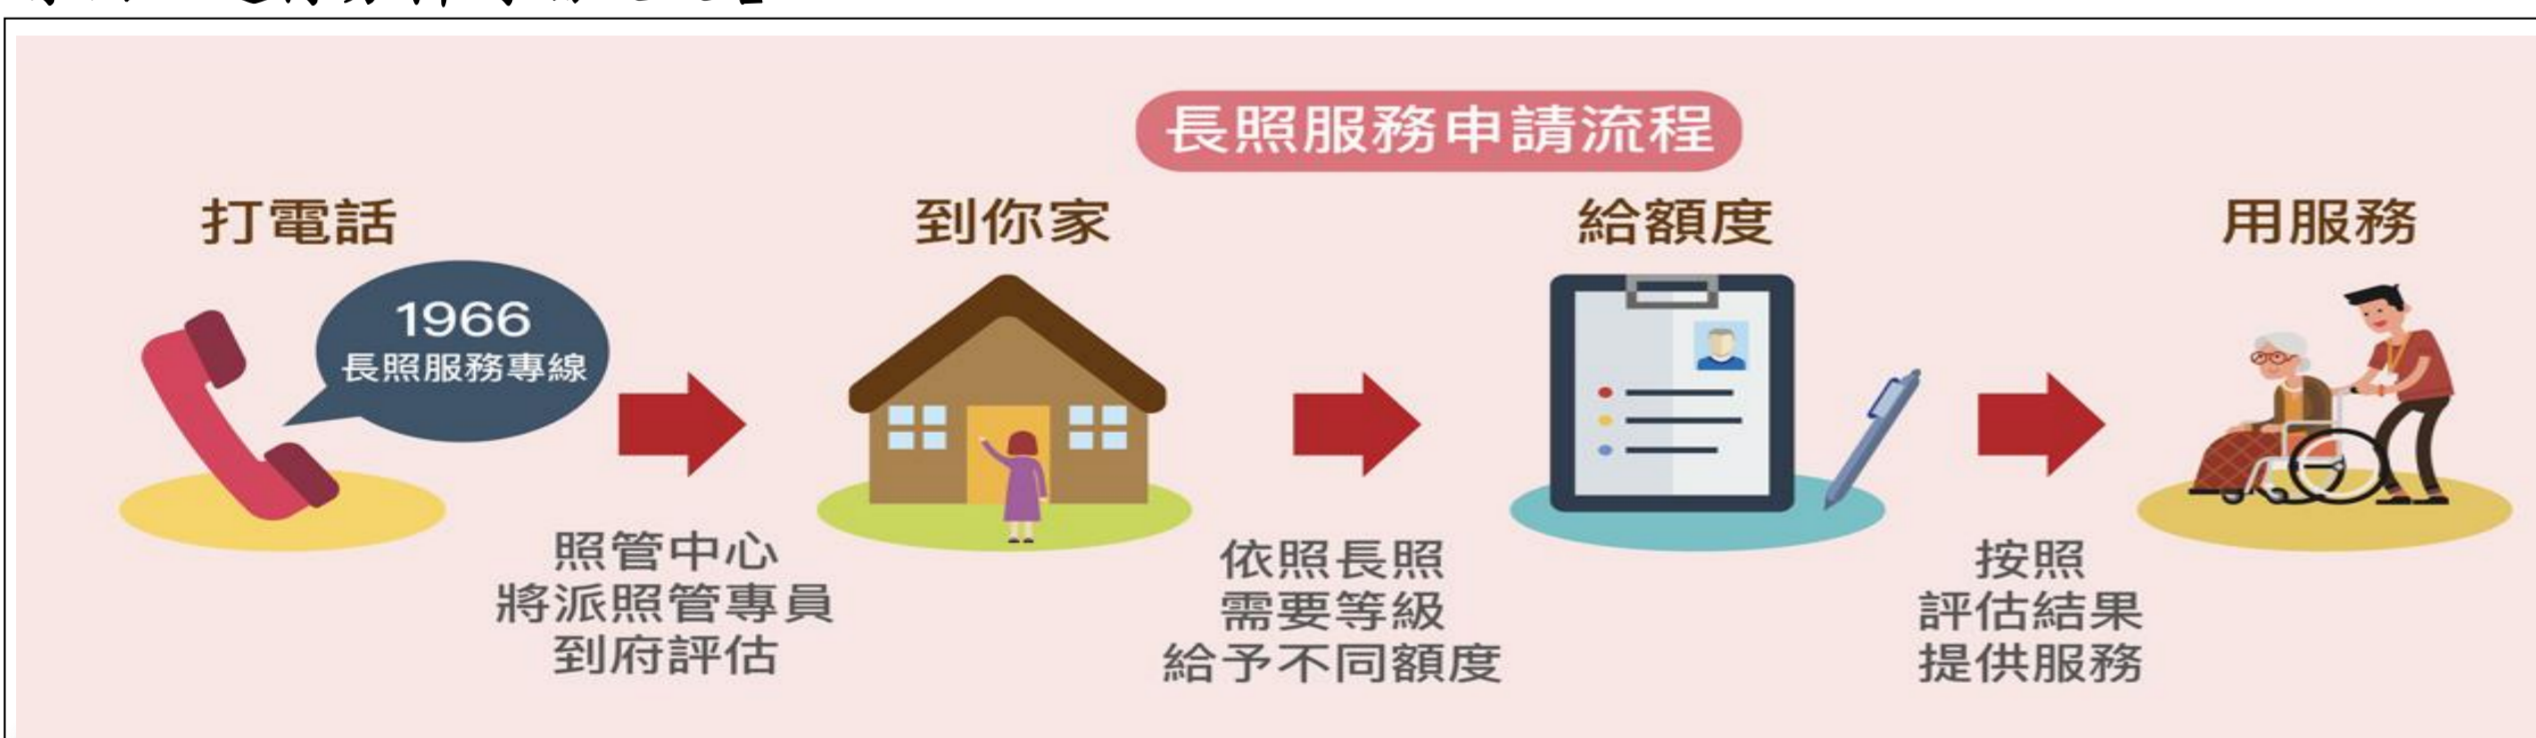 長照服務申請流程
打電話
1966
長照服務專線
照管中心
將派照管專員
到府評估
到你家
依照長照
需要等級
給予不同額度
給額度
按照
評估結果
提供服務
用服務